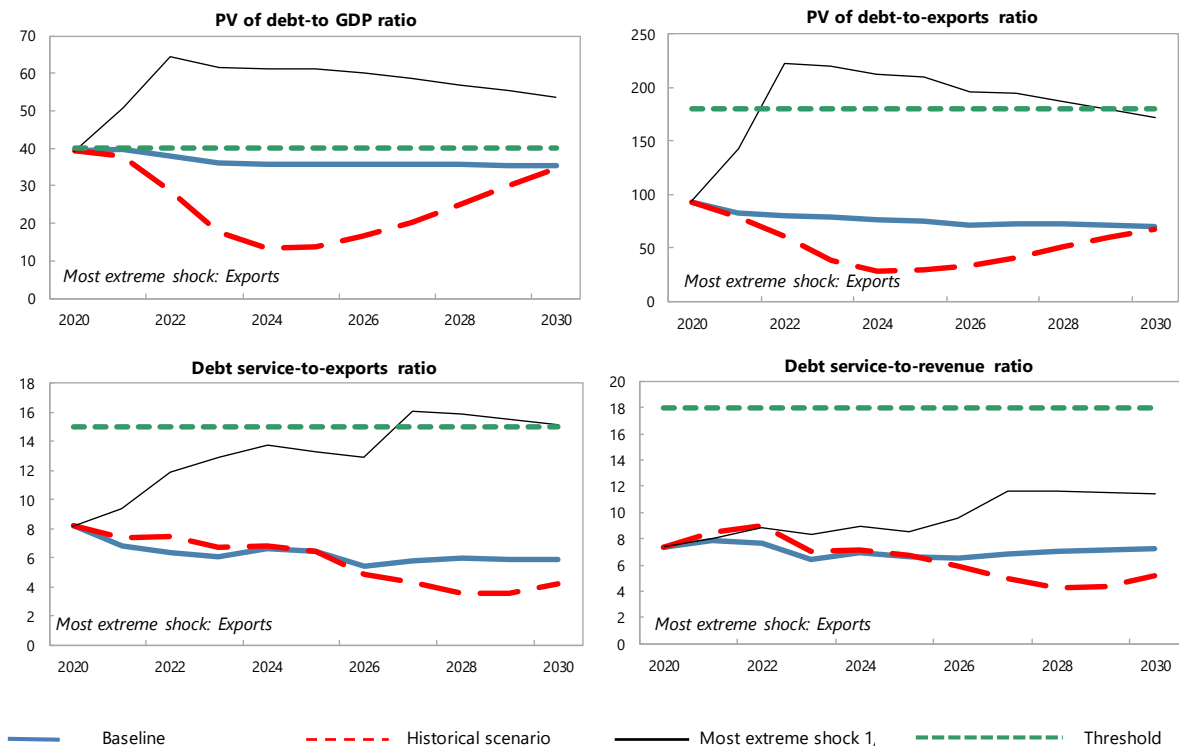 PV of debt-to GDP ratio
70
60
50
40
30
20
10
0
Most extreme shock: Exports
2020 2022 2024 2026 2028 2030
PV of debt-to-exports ratio
250
200
150
100
50
0
Most extreme shock: Exports
2020 2022 2024 2026 2028 2030
Debt service-to-exports ratio
18
16
14
12
10
8
6
4
2
0
Most extreme shock: Exports
2020 2022 2024 2026 2028 2030
Debt service-to-revenue ratio
20
18
16
14
12
10
8
6
4
2
0
Most extreme shock: Exports
2020 2022 2024 2026 2028 2030
Baseline Historical scenario Most extreme shock 1, Threshold